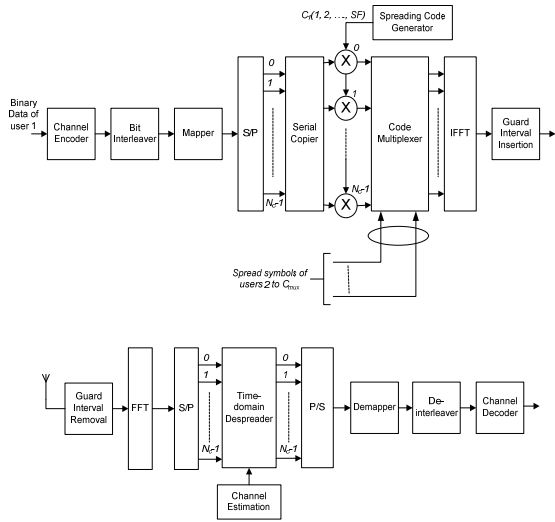 C₁(1, 2, ...., SF)
Spreading Code
Generator
0
1
N_C-1
Binary
Data of
user 1
Channel
Encoder
Bit
Interleaver
Mapper
S/P
0
1
N_C-1
Serial
Copier
X
X
X
Code
Multiplexer
IFFT
Guard
Interval
Insertion
Spread symbols of
users 2 to C_mux
Guard
Interval
Removal
FFT
S/P
0
1
N_C-1
Time-
domain
Despreader
0
1
N_C-1
P/S
Demapper
De-
interleaver
Channel
Decoder
Channel
Estimation